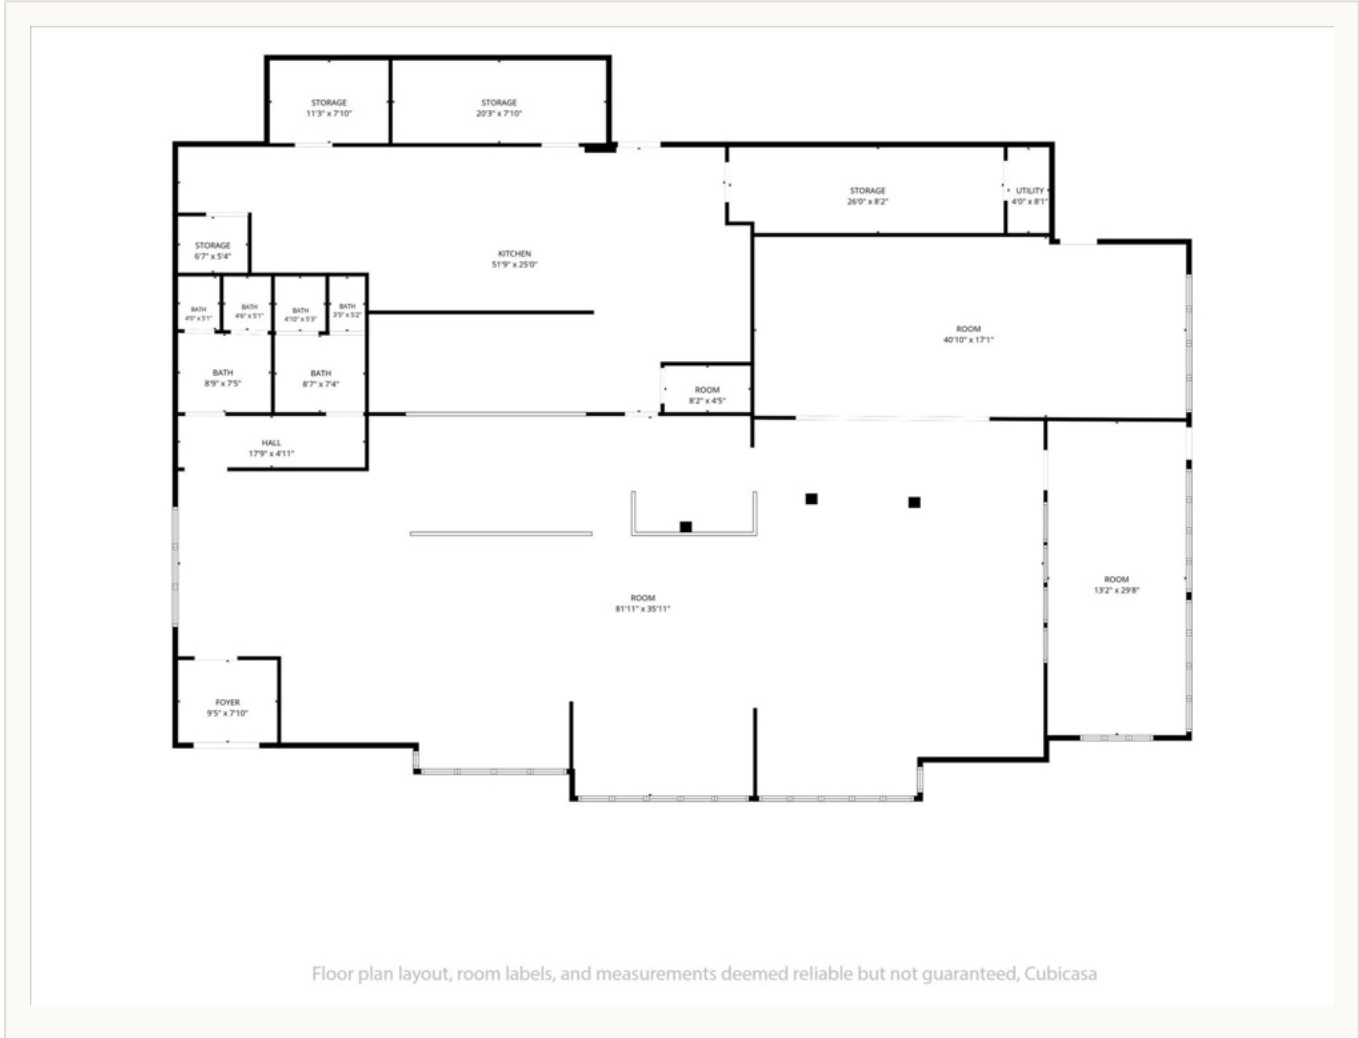 STORAGE
11'3" x 7'10"
STORAGE
20'3" x 7'10"
STORAGE
26'0" x 8'2"
UTILITY
4'0" x 8'1"
STORAGE
6'7" x 5'4"
KITCHEN
51'9" x 25'0"
BATH
4'0" x 5'1"
BATH
4'6" x 5'1"
BATH
4'10" x 5'3"
BATH
3'5" x 5'2"
ROOM
40'10" x 17'1"
BATH
8'9" x 7'5"
BATH
8'7" x 7'4"
ROOM
8'2" x 4'5"
HALL
17'9" x 4'11"
ROOM
81'11" x 35'11"
ROOM
13'2" x 29'8"
FOYER
9'5" x 7'10"
Floor plan layout, room labels, and measurements deemed reliable but not guaranteed, Cubicasa